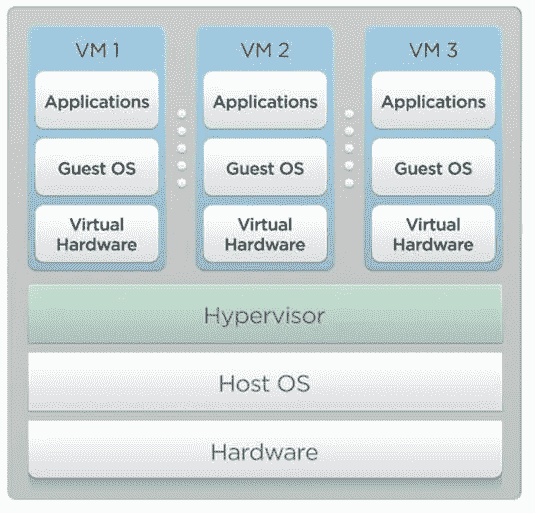 VM 1
Applications
Guest OS
Virtual
Hardware
VM 2
Applications
Guest OS
Virtual
Hardware
VM 3
Applications
Guest OS
Virtual
Hardware
Hypervisor
Host OS
Hardware